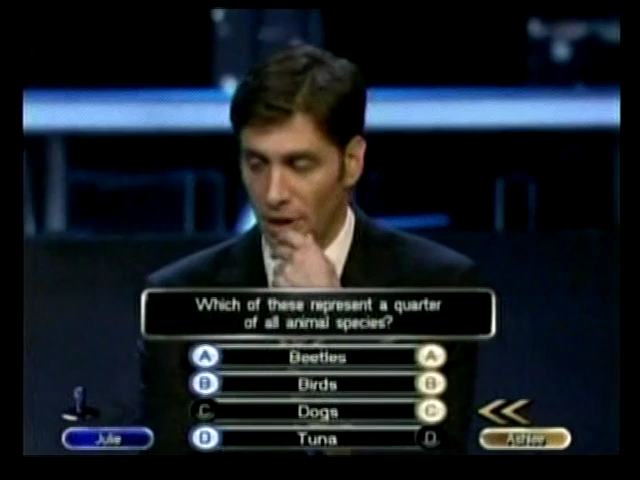 Which of these represent a quarter
of all animal species?
A Beetles A
B Birds B
C Dogs C
D Tuna D
Julie
Ashlee